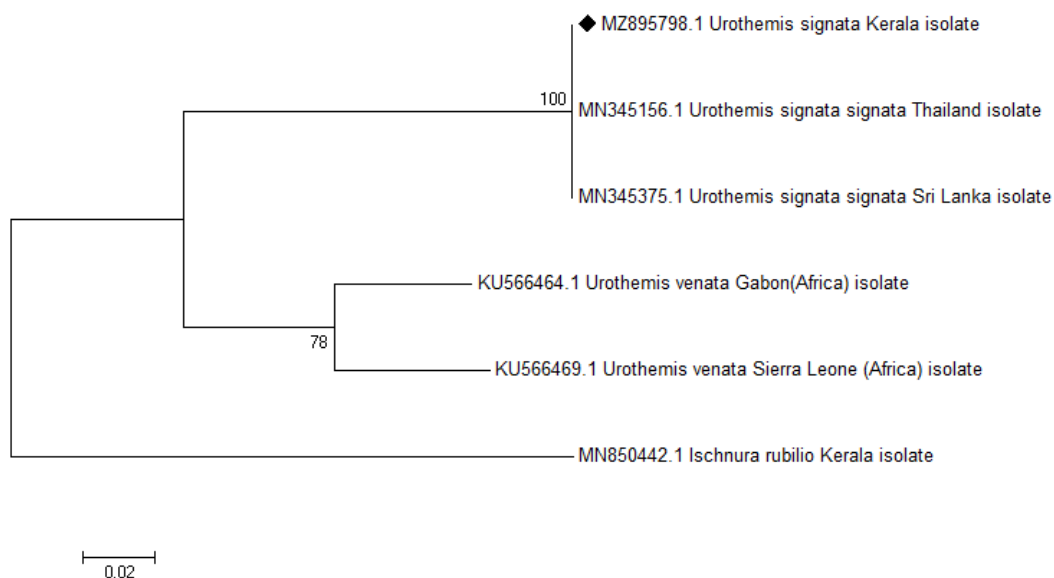 MZ895798.1 Urothemis signata Kerala isolate
100
MN345156.1 Urothemis signata signata Thailand isolate
MN345375.1 Urothemis signata signata Sri Lanka isolate
KU566464.1 Urothemis venata Gabon(Africa) isolate
78
KU566469.1 Urothemis venata Sierra Leone (Africa) isolate
MN850442.1 Ischnura rubilio Kerala isolate
0.02